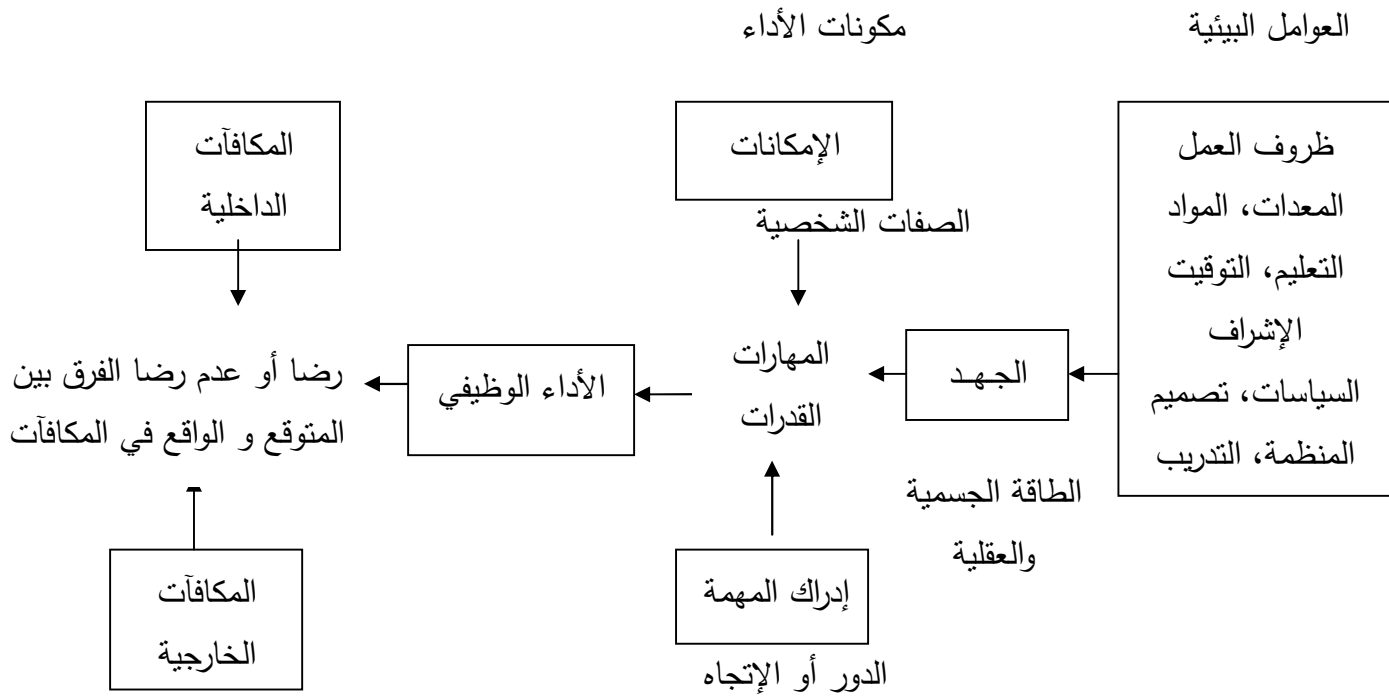 العوامل البيئية
مكونات الأداء
ظروف العمل
المعدات، المواد
التعليم، التوقيت
الإشراف
السياسات، تصميم
المنظمة، التدريب
الجـهـد
الطاقة الجسمية
والعقلية
الإمكانات
الصفات الشخصية
المهارات
القدرات
إدراك المهمة
الدور أو الإتجاه
الأداء الوظيفي
المكافآت
الداخلية
رضا أو عدم رضا الفرق بين
المتوقع و الواقع في المكافآت
المكافآت
الخارجية